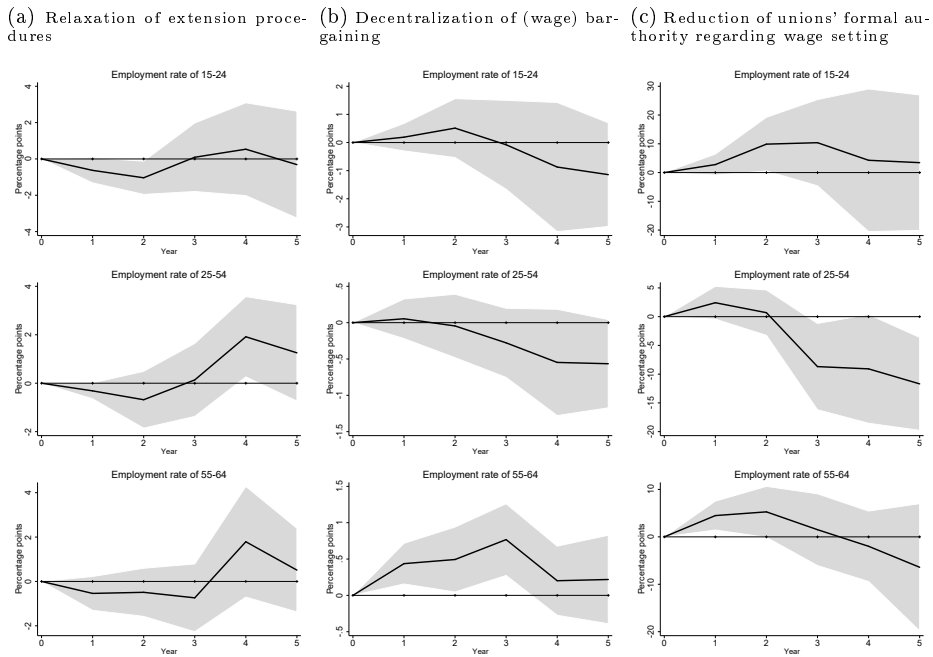 (a) Relaxation of extension proce-
dures
(b) Decentralization of (wage) bar-
gaining
(c) Reduction of unions' formal au-
thority regarding wage setting
Employment rate of 15-24
Percentage points
4
2
0
-2
-4
0 1 2 3 4 5
Year
Employment rate of 15-24
Percentage points
2
1
0
-1
-2
-3
0 1 2 3 4 5
Year
Employment rate of 15-24
Percentage points
30
20
10
0
-10
-20
0 1 2 3 4 5
Year
Employment rate of 25-54
Percentage points
4
2
0
-2
0 1 2 3 4 5
Year
Employment rate of 25-54
Percentage points
.5
0
-.5
-1
-1.5
0 1 2 3 4 5
Year
Employment rate of 25-54
Percentage points
5
0
-5
-10
-15
-20
0 1 2 3 4 5
Year
Employment rate of 55-64
Percentage points
4
2
0
-2
0 1 2 3 4 5
Year
Employment rate of 55-64
Percentage points
1.5
1
.5
0
-.5
0 1 2 3 4 5
Year
Employment rate of 55-64
Percentage points
10
0
-10
-20
0 1 2 3 4 5
Year